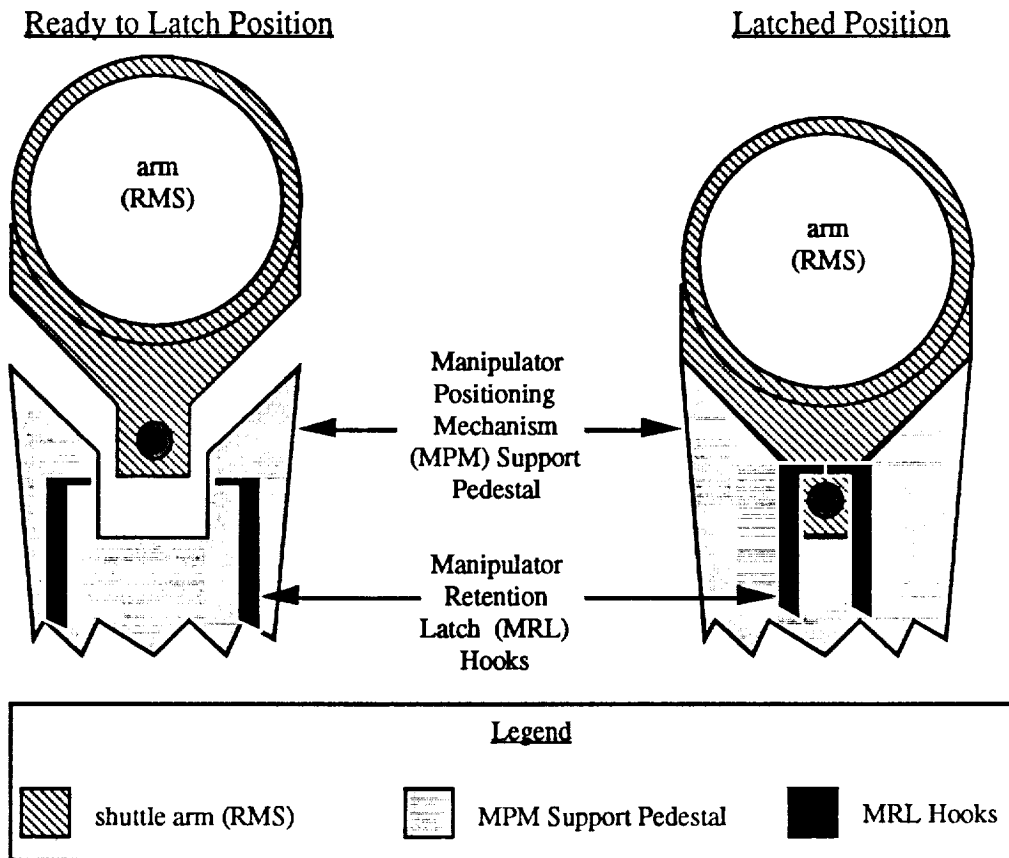 Ready to Latch Position
Latched Position
arm
(RMS)
arm
(RMS)
Manipulator
Positioning
Mechanism
(MPM) Support
Pedestal
Manipulator
Retention
Latch (MRL)
Hooks
Legend
shuttle arm (RMS)
MPM Support Pedestal
MRL Hooks